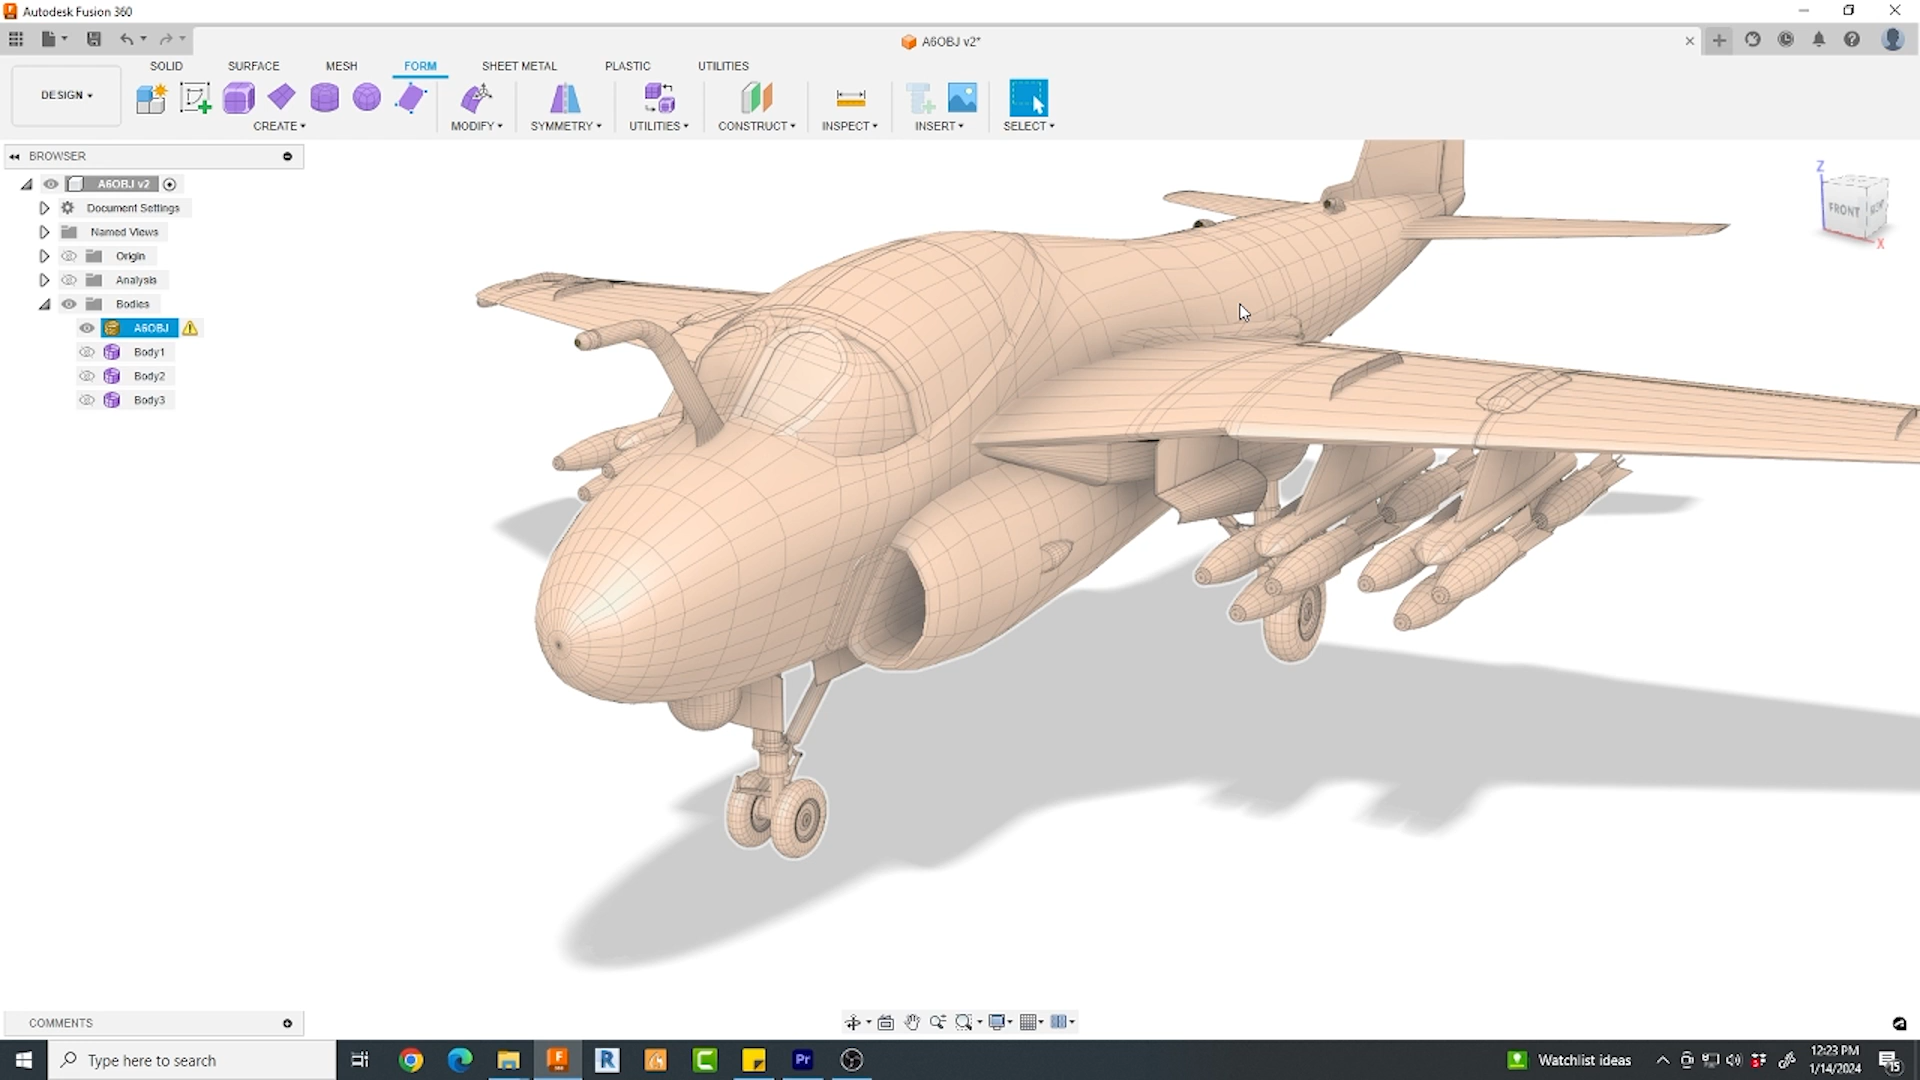 Autodesk Fusion 360
A6OBJ v2*
SOLID SURFACE MESH FORM SHEET METAL PLASTIC UTILITIES
DESIGN
CREATE MODIFY SYMMETRY UTILITIES CONSTRUCT INSPECT INSERT SELECT
BROWSER
A6OBJ v2
Document Settings
Named Views
Origin
Analysis
Bodies
A6OBJ
Body1
Body2
Body3
Z
FRONT
X
COMMENTS
Type here to search
R
C
Pr
Watchlist ideas
12:23 PM
1/14/2024
15